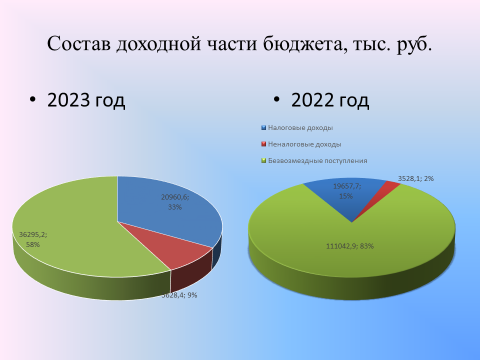 Состав доходной части бюджета, тыс. руб.
• 2023 год
• 2022 год
Налоговые доходы
Неналоговые доходы
Безвозмездные поступления
20960,6;
33%
36295,2;
58%
5628,4; 9%
19657,7;
15%
3528,1; 2%
111042,9; 83%